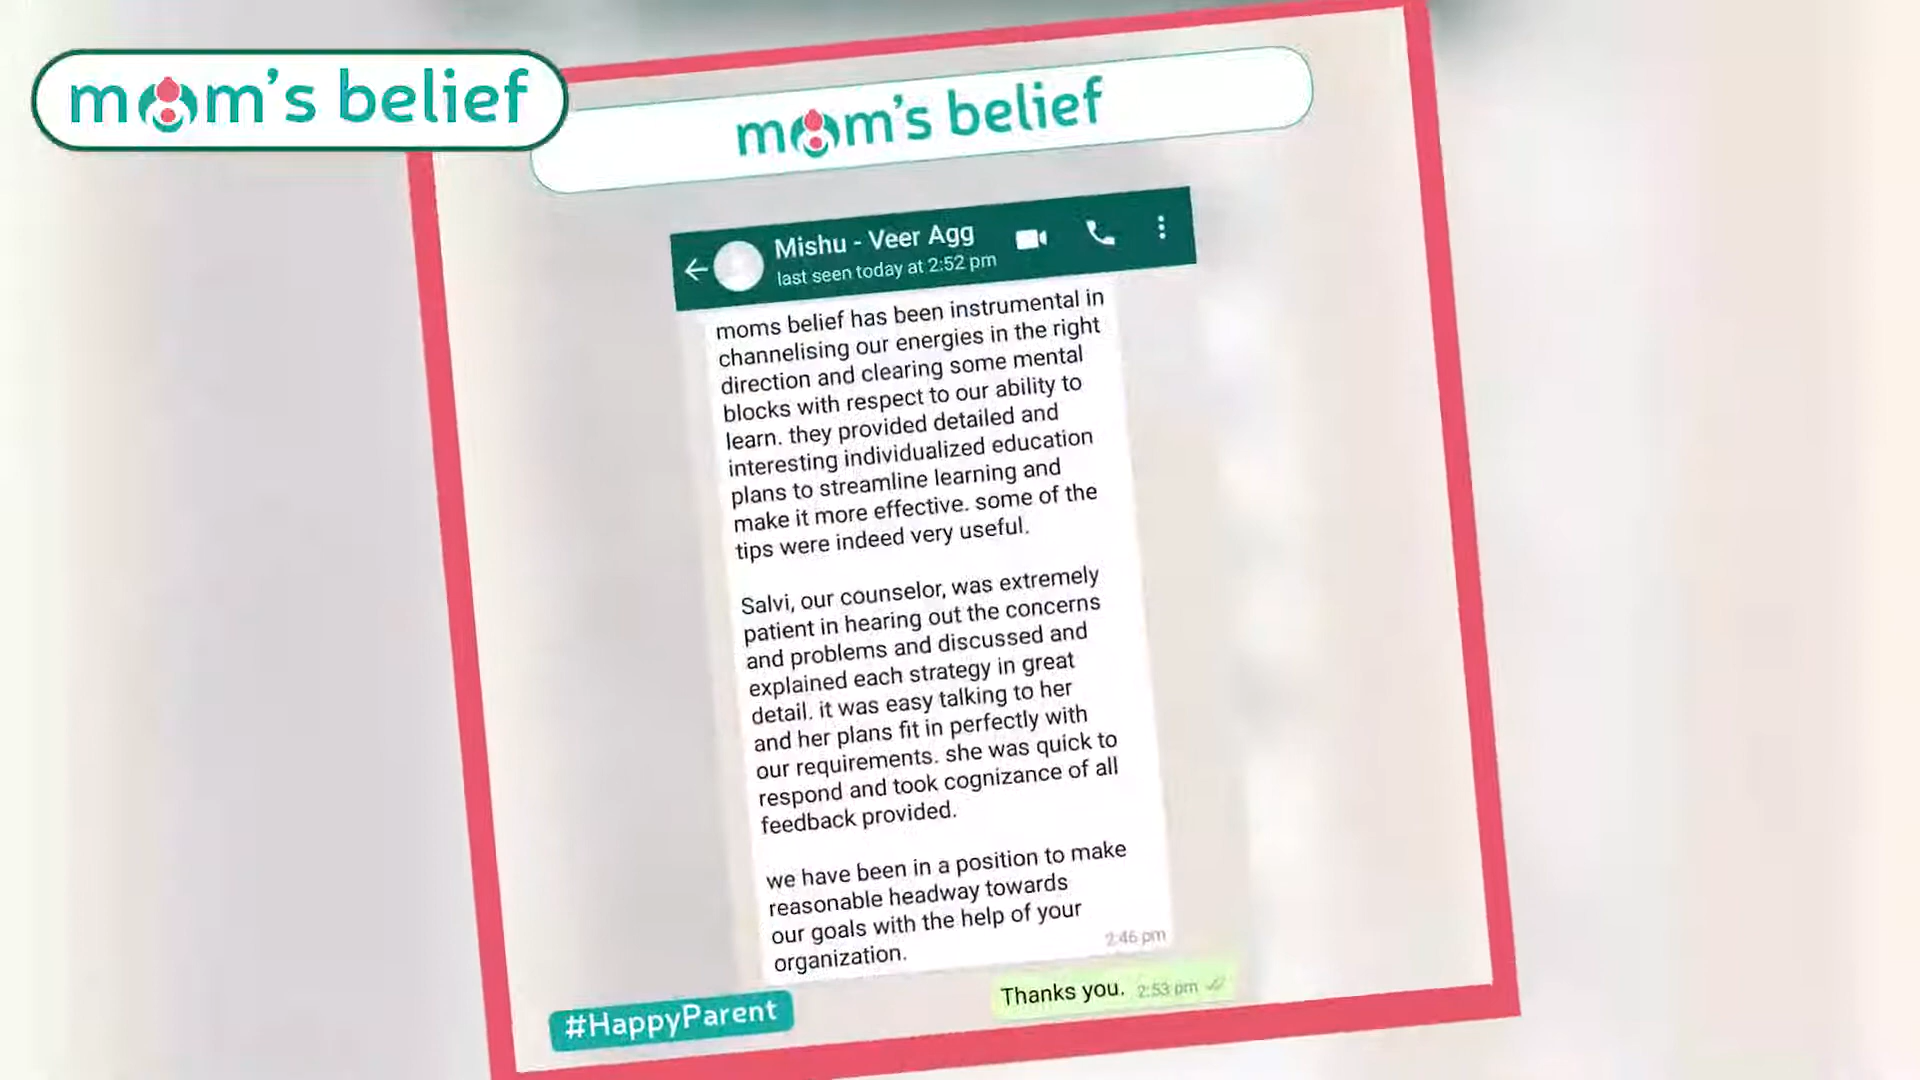 mom's belief
mom's belief
Mishu - Veer Agg
last seen today at 2:52 pm
moms belief has been instrumental in
channelising our energies in the right
direction and clearing some mental
blocks with respect to our ability to
learn. they provided detailed and
interesting individualized education
plans to streamline learning and
make it more effective. some of the
tips were indeed very useful.
Salvi, our counselor, was extremely
patient in hearing out the concerns
and problems and discussed and
explained each strategy in great
detail. it was easy talking to her
and her plans fit in perfectly with
our requirements. she was quick to
respond and took cognizance of all
feedback provided.
we have been in a position to make
reasonable headway towards
our goals with the help of your
organization.
2:46 pm
Thanks you. 2:53 pm
#HappyParent